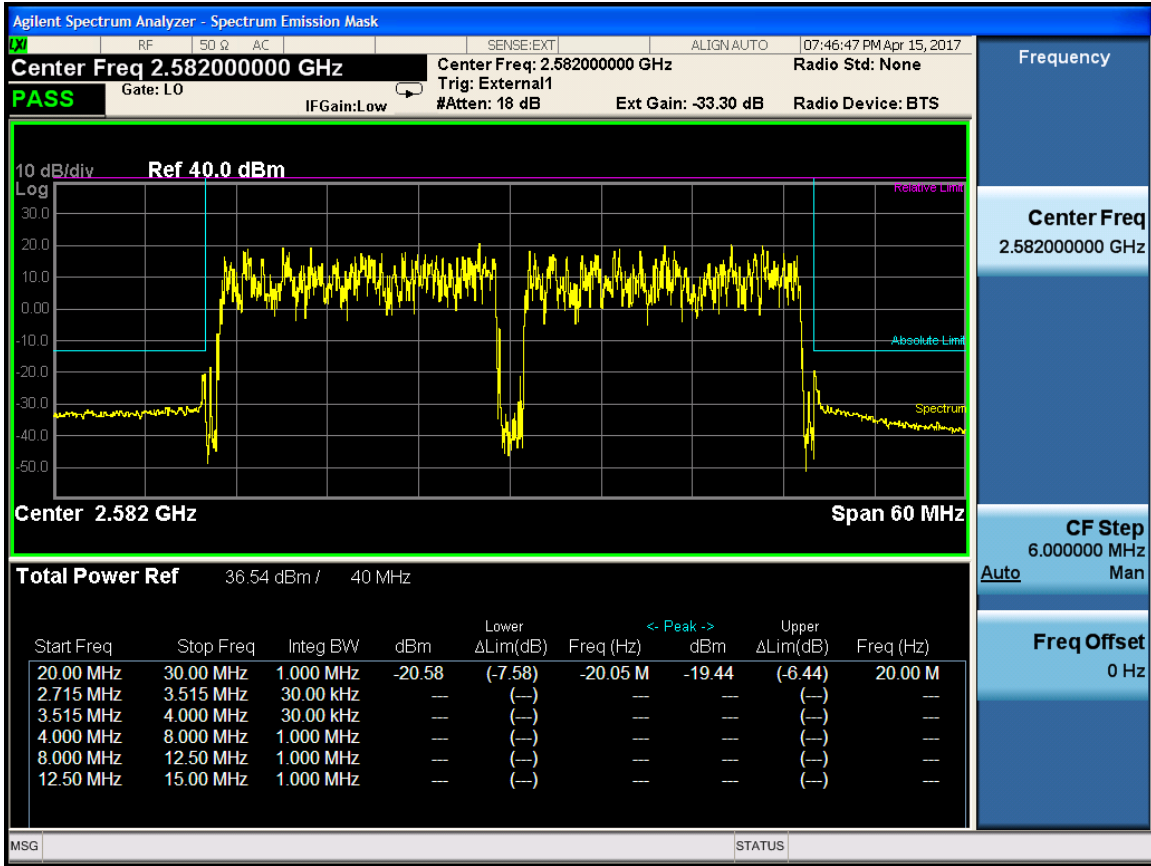 Agilent Spectrum Analyzer - Spectrum Emission Mask
LXI RF 50 Ω AC SENSE:EXT ALIGN AUTO 07:46:47 PM Apr 15, 2017
Center Freq 2.582000000 GHz
PASS
Gate: LO
IFGain:Low
Center Freq: 2.582000000 GHz
Trig: External1
#Atten: 18 dB
Ext Gain: -33.30 dB
Radio Std: None
Radio Device: BTS
10 dB/div Ref 40.0 dBm
Log
Relative Limit
30.0
20.0
10.0
0.00
-10.0
Absolute Limit
-20.0
-30.0
Spectrum
-40.0
-50.0
Center 2.582 GHz Span 60 MHz
Total Power Ref 36.54 dBm / 40 MHz
Lower <- Peak -> Upper
Start Freq Stop Freq Integ BW dBm ΔLim(dB) Freq (Hz) dBm ΔLim(dB) Freq (Hz)
20.00 MHz 30.00 MHz 1.000 MHz -20.58 (-7.58) -20.05 M -19.44 (-6.44) 20.00 M
2.715 MHz 3.515 MHz 30.00 kHz --- (---) --- --- (---) ---
3.515 MHz 4.000 MHz 30.00 kHz --- (---) --- --- (---) ---
4.000 MHz 8.000 MHz 1.000 MHz --- (---) --- --- (---) ---
8.000 MHz 12.50 MHz 1.000 MHz --- (---) --- --- (---) ---
12.50 MHz 15.00 MHz 1.000 MHz --- (---) --- --- (---) ---
MSG STATUS
Frequency
Center Freq
2.582000000 GHz
CF Step
6.000000 MHz
Auto Man
Freq Offset
0 Hz